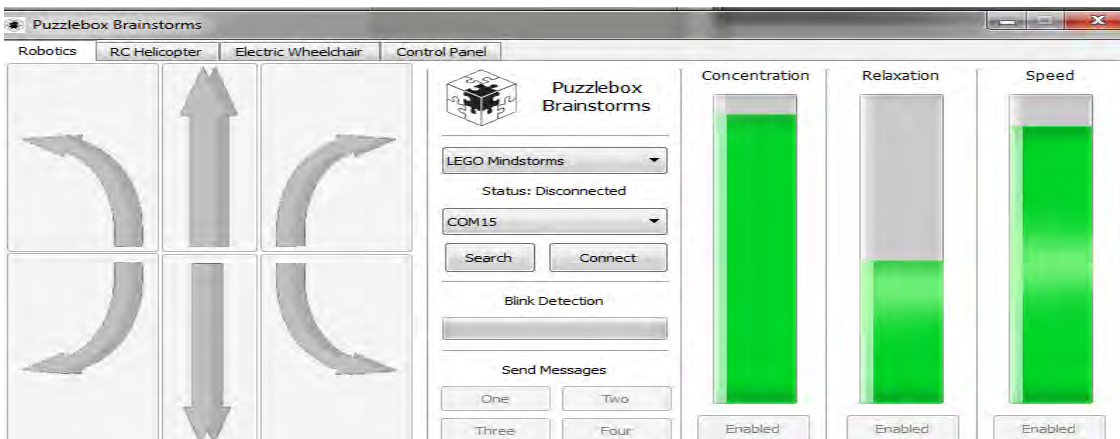 Puzzlebox Brainstorms
Robotics
RC Helicopter
Electric Wheelchair
Control Panel
Puzzlebox
Brainstorms
LEGO Mindstorms
Status: Disconnected
COM15
Search
Connect
Blink Detection
Send Messages
One
Two
Three
Four
Concentration
Relaxation
Speed
Enabled
Enabled
Enabled